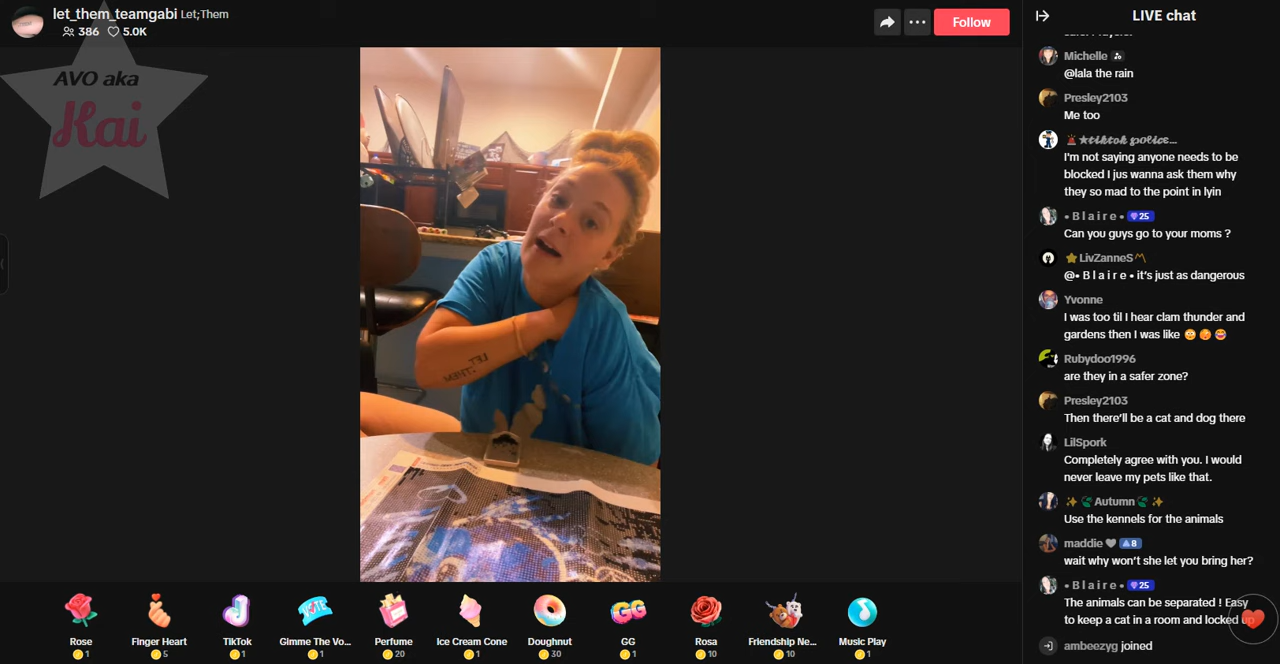 let_them_teamgabi Let;Them
386 5.0K
Follow
AVO aka
Kai
LET
THEM
Rose
1
Finger Heart
5
TikTok
1
Gimme The Vo...
1
Perfume
20
Ice Cream Cone
1
Doughnut
30
GG
GG
1
Rosa
10
Friendship Ne...
10
Music Play
1
LIVE chat
Michelle
@lala the rain
Presley2103
Me too
★𝓽𝓲𝓴𝓽𝓸𝓴 𝓹𝓸𝓵𝓲𝓬𝓮...
I'm not saying anyone needs to be
blocked I jus wanna ask them why
they so mad to the point in lyin
• B l a i r e • 25
Can you guys go to your moms ?
LivZanneS
@• B l a i r e • it's just as dangerous
Yvonne
I was too til I hear clam thunder and
gardens then I was like
Rubydoo1996
are they in a safer zone?
Presley2103
Then there'll be a cat and dog there
LilSpork
Completely agree with you. I would
never leave my pets like that.
Autumn
Use the kennels for the animals
maddie 8
wait why won't she let you bring her?
• B l a i r e • 25
The animals can be separated ! Easy
to keep a cat in a room and locked up
ambeezyg joined